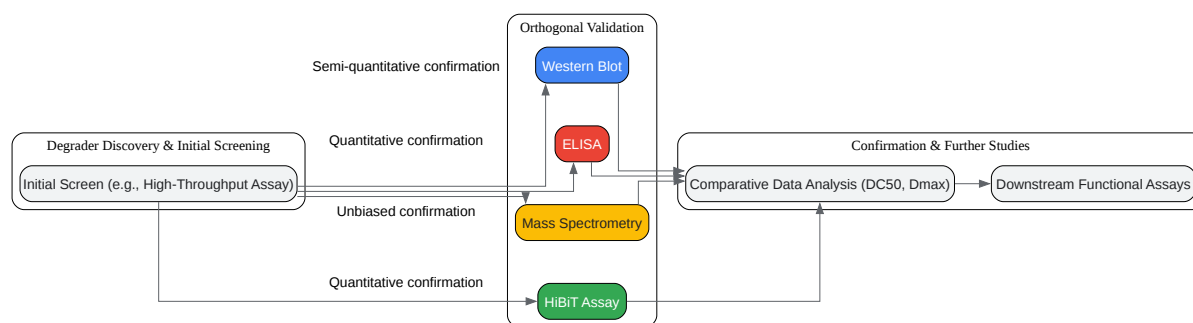 Orthogonal Validation
Semi-quantitative confirmation
Western Blot
Quantitative confirmation
ELISA
Degrader Discovery & Initial Screening
Initial Screen (e.g., High-Throughput Assay)
Confirmation & Further Studies
Comparative Data Analysis (DC50, Dmax)
Downstream Functional Assays
Unbiased confirmation
Mass Spectrometry
Quantitative confirmation
HiBiT Assay